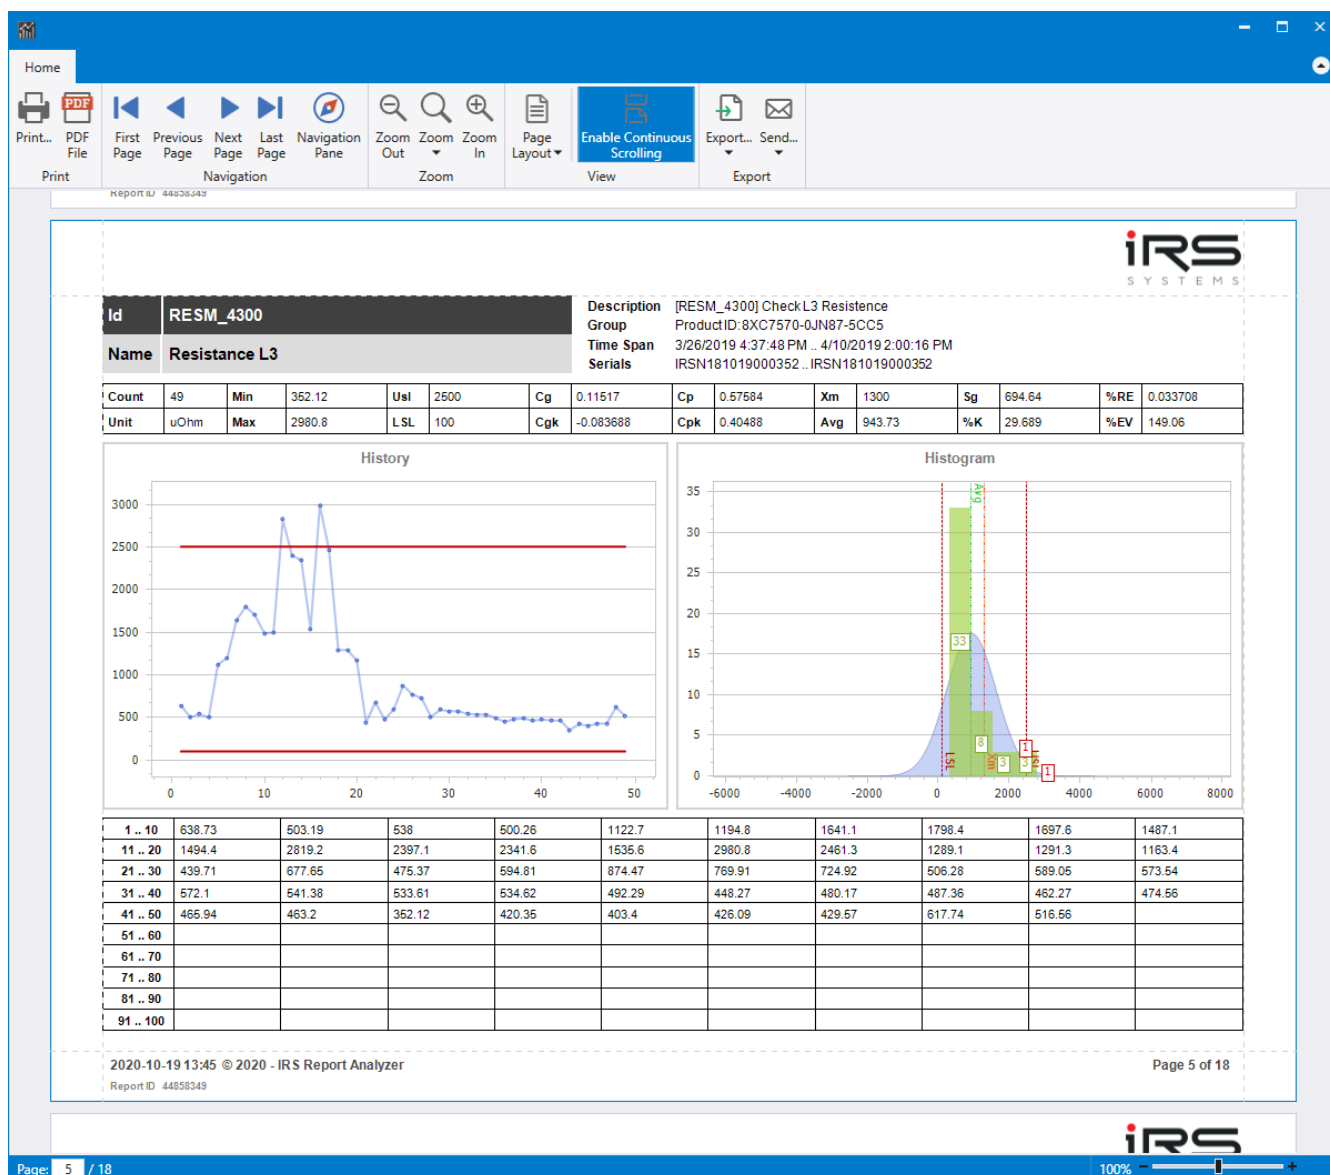 Home
Print... PDF File First Page Previous Page Next Page Last Page Navigation Pane Zoom Out Zoom Zoom In Page Layout Enable Continuous Scrolling Export... Send...
Print Navigation Zoom View Export
Report ID 44858349
iRS
SYSTEMS
Id RESM_4300
Name Resistance L3
Description [RESM_4300] Check L3 Resistence
Group Product ID:8XC7570-0JN87-5CC5
Time Span 3/26/2019 4:37:48 PM .. 4/10/2019 2:00:16 PM
Serials IRSN181019000352 .. IRSN181019000352
Count 49 Min 352.12 Usl 2500 Cg 0.11517 Cp 0.57584 Xm 1300 Sg 694.64 %RE 0.033708
Unit uOhm Max 2980.8 LSL 100 Cgk -0.083688 Cpk 0.40488 Avg 943.73 %K 29.689 %EV 149.06
History
3000
2500
2000
1500
1000
500
0
0 10 20 30 40 50
Histogram
35
30
25
20
15
10
5
0
Avg
33
8
3
3
1
1
LSL
Xm
-6000 -4000 -2000 0 2000 4000 6000 8000
1 .. 10 638.73 503.19 538 500.26 1122.7 1194.8 1641.1 1798.4 1697.6 1487.1
11 .. 20 1494.4 2819.2 2397.1 2341.6 1535.6 2980.8 2461.3 1289.1 1291.3 1163.4
21 .. 30 439.71 677.65 475.37 594.81 874.47 769.91 724.92 506.28 589.05 573.54
31 .. 40 572.1 541.38 533.61 534.62 492.29 448.27 480.17 487.36 462.27 474.56
41 .. 50 465.94 463.2 352.12 420.35 403.4 426.09 429.57 617.74 516.56
51 .. 60
61 .. 70
71 .. 80
81 .. 90
91 .. 100
2020-10-19 13:45 © 2020 - IRS Report Analyzer Page 5 of 18
Report ID 44858349
iRS
Page: 5 / 18 100%